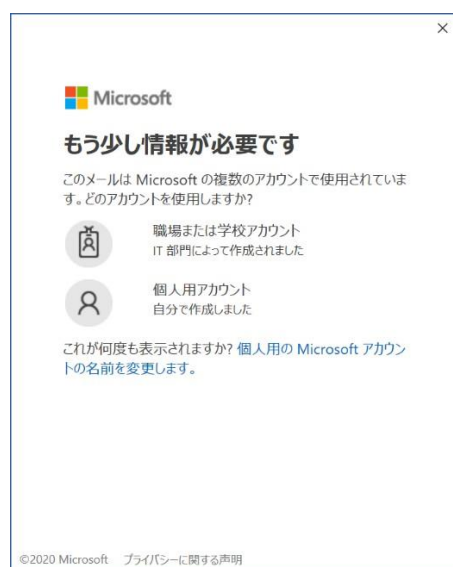 Microsoft
もう少し情報が必要です
このメールは Microsoft の複数のアカウントで使用されていま
す。どのアカウントを使用しますか?
職場または学校アカウント
IT 部門によって作成されました
個人用アカウント
自分で作成しました
これが何度も表示されますか? 個人用の Microsoft アカウン
トの名前を変更します。
©2020 Microsoft プライバシーに関する声明